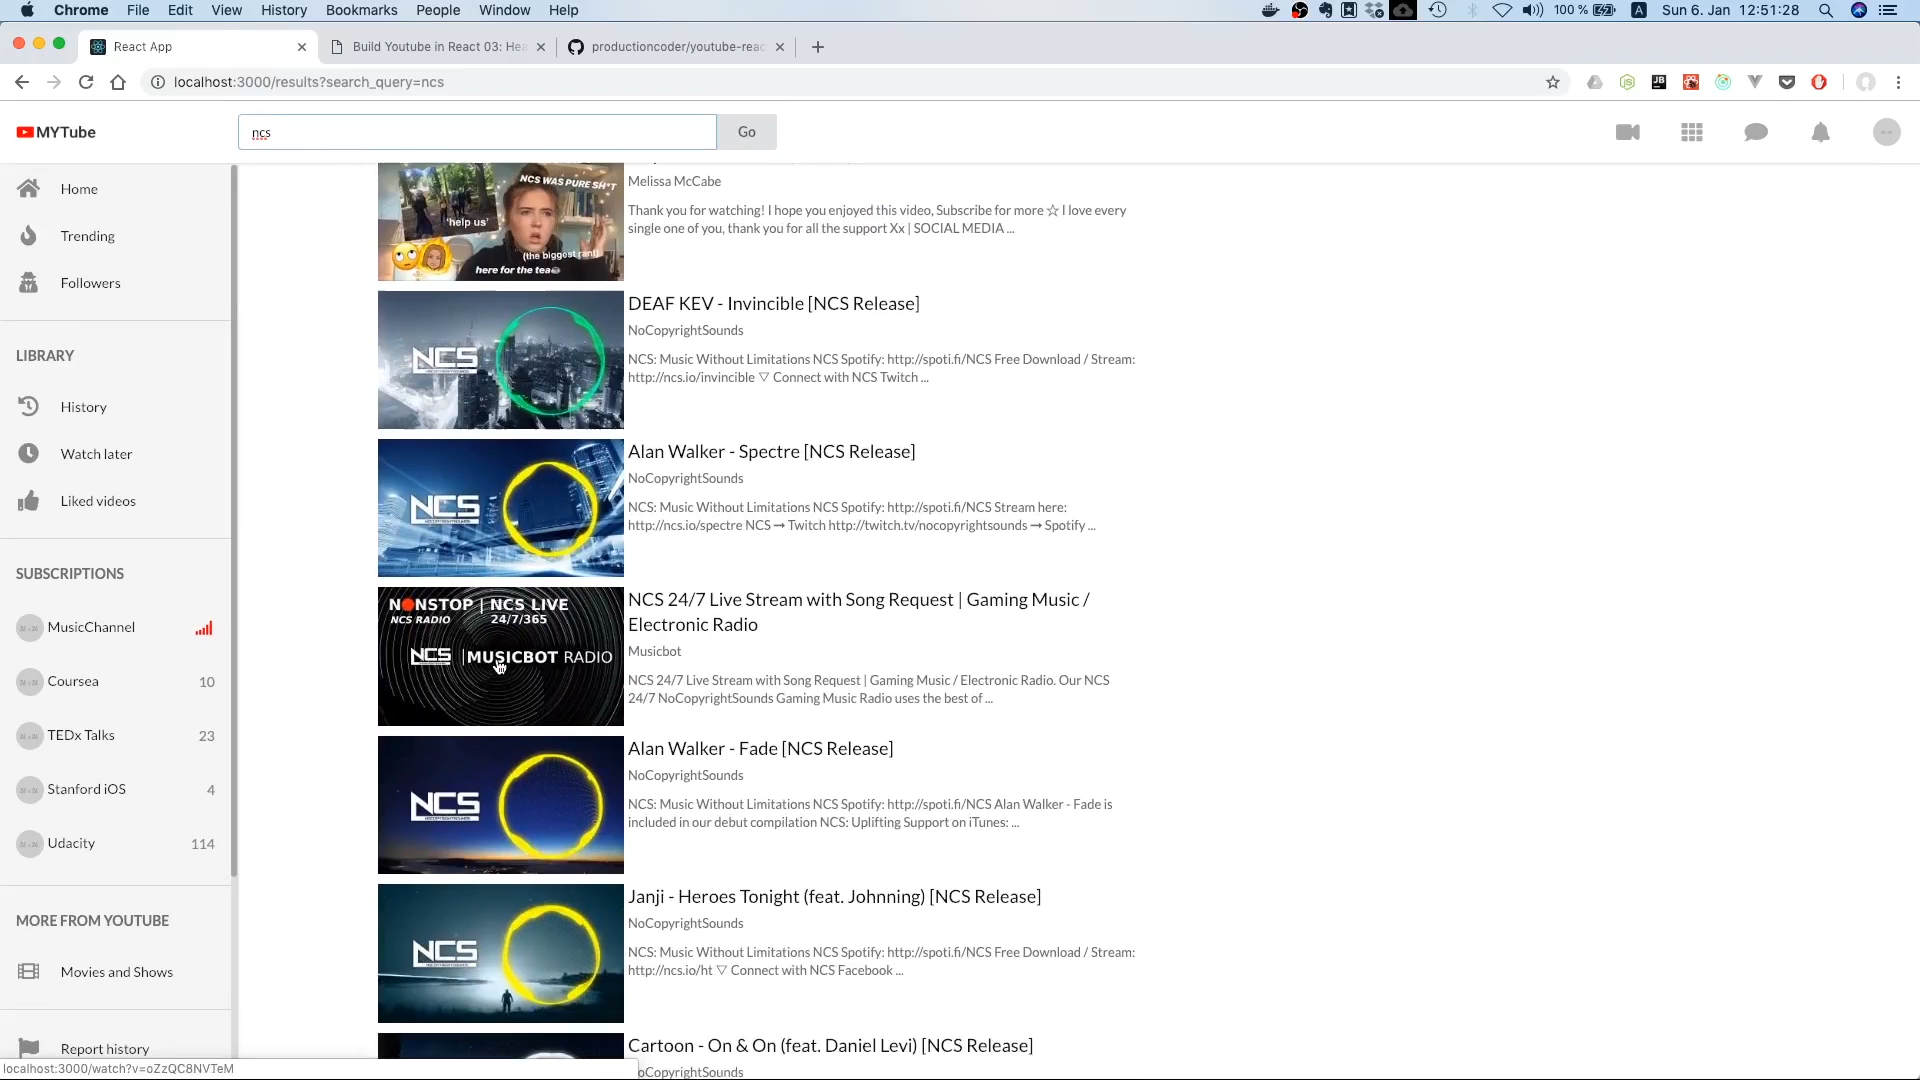 Chrome File Edit View History Bookmarks People Window Help 100 % A Sun 6. Jan 12:51:28
React App Build Youtube in React 03: Hea productioncoder/youtube-reac
localhost:3000/results?search_query=ncs
MYTube ncs Go
Home
Trending
Followers
LIBRARY
History
Watch later
Liked videos
SUBSCRIPTIONS
MusicChannel
Coursea 10
TEDx Talks 23
Stanford iOS 4
Udacity 114
MORE FROM YOUTUBE
Movies and Shows
Report history
localhost:3000/watch?v=oZzQC8NVTeM
NCS WAS PURE SH*T
'help us'
(the biggest rant)
here for the tea
Melissa McCabe
Thank you for watching! I hope you enjoyed this video, Subscribe for more ☆ I love every
single one of you, thank you for all the support Xx | SOCIAL MEDIA ...
NCS
DEAF KEV - Invincible [NCS Release]
NoCopyrightSounds
NCS: Music Without Limitations NCS Spotify: http://spoti.fi/NCS Free Download / Stream:
http://ncs.io/invincible ▽ Connect with NCS Twitch ...
NCS
Alan Walker - Spectre [NCS Release]
NoCopyrightSounds
NCS: Music Without Limitations NCS Spotify: http://spoti.fi/NCS Stream here:
http://ncs.io/spectre NCS ➞ Twitch http://twitch.tv/nocopyrightsounds ➞ Spotify ...
NONSTOP | NCS LIVE
NCS RADIO 24/7/365
NCS | MUSICBOT RADIO
NCS 24/7 Live Stream with Song Request | Gaming Music /
Electronic Radio
Musicbot
NCS 24/7 Live Stream with Song Request | Gaming Music / Electronic Radio. Our NCS
24/7 NoCopyrightSounds Gaming Music Radio uses the best of ...
NCS
Alan Walker - Fade [NCS Release]
NoCopyrightSounds
NCS: Music Without Limitations NCS Spotify: http://spoti.fi/NCS Alan Walker - Fade is
included in our debut compilation NCS: Uplifting Support on iTunes: ...
NCS
Janji - Heroes Tonight (feat. Johnning) [NCS Release]
NoCopyrightSounds
NCS: Music Without Limitations NCS Spotify: http://spoti.fi/NCS Free Download / Stream:
http://ncs.io/ht ▽ Connect with NCS Facebook ...
Cartoon - On & On (feat. Daniel Levi) [NCS Release]
oCopyrightSounds